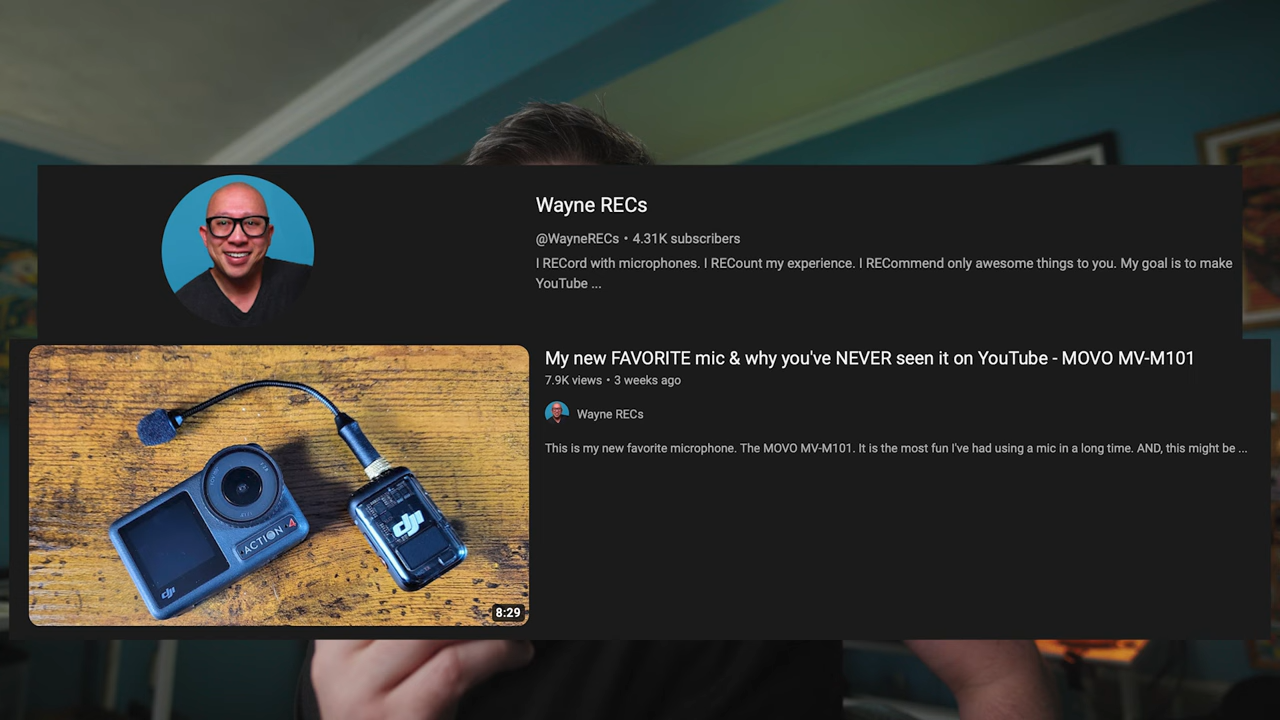 Wayne RECs
@WayneRECs • 4.31K subscribers
I RECord with microphones. I RECount my experience. I RECommend only awesome things to you. My goal is to make
YouTube ...
My new FAVORITE mic & why you've NEVER seen it on YouTube - MOVO MV-M101
7.9K views • 3 weeks ago
Wayne RECs
This is my new favorite microphone. The MOVO MV-M101. It is the most fun I've had using a mic in a long time. AND, this might be ...
dji
ACTION 4
dji
8:29